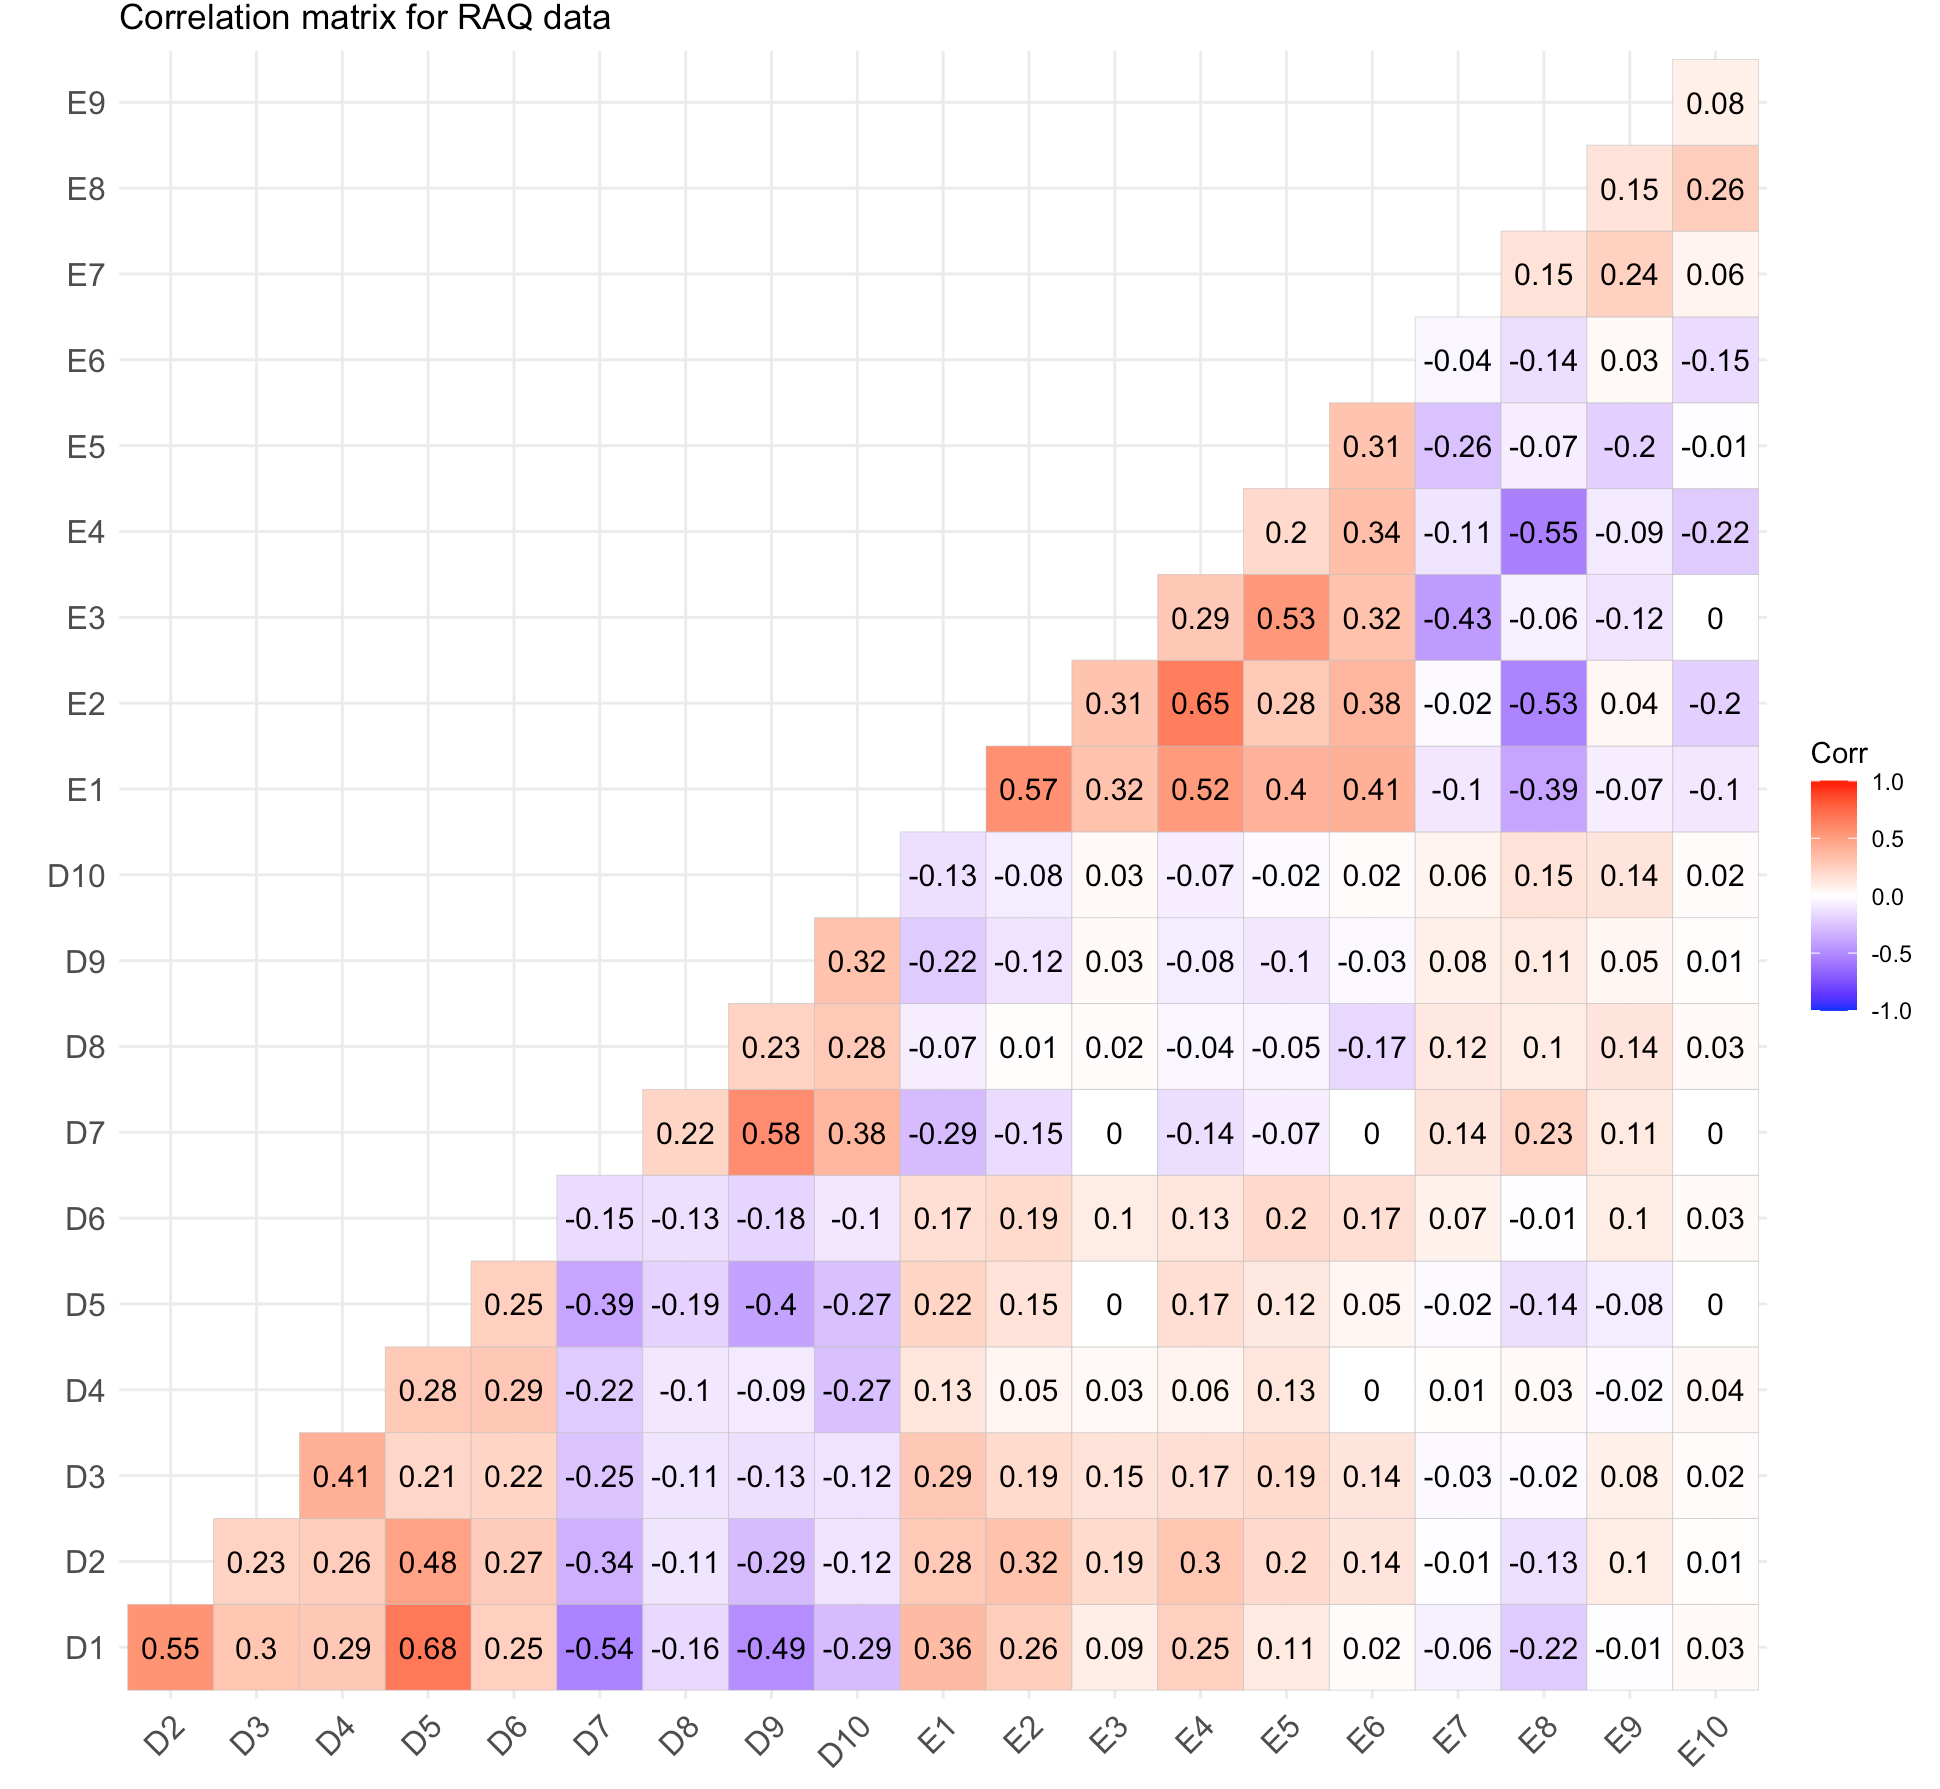 Correlation matrix for RAQ data
E9 0.08
E8 0.15 0.26
E7 0.15 0.24 0.06
E6 -0.04 -0.14 0.03 -0.15
E5 0.31 -0.26 -0.07 -0.2 -0.01
E4 0.2 0.34 -0.11 -0.55 -0.09 -0.22
E3 0.29 0.53 0.32 -0.43 -0.06 -0.12 0
E2 0.31 0.65 0.28 0.38 -0.02 -0.53 0.04 -0.2
E1 0.57 0.32 0.52 0.4 0.41 -0.1 -0.39 -0.07 -0.1
D10 -0.13 -0.08 0.03 -0.07 -0.02 0.02 0.06 0.15 0.14 0.02
D9 0.32 -0.22 -0.12 0.03 -0.08 -0.1 -0.03 0.08 0.11 0.05 0.01
D8 0.23 0.28 -0.07 0.01 0.02 -0.04 -0.05 -0.17 0.12 0.1 0.14 0.03
D7 0.22 0.58 0.38 -0.29 -0.15 0 -0.14 -0.07 0 0.14 0.23 0.11 0
D6 -0.15 -0.13 -0.18 -0.1 0.17 0.19 0.1 0.13 0.2 0.17 0.07 -0.01 0.1 0.03
D5 0.25 -0.39 -0.19 -0.4 -0.27 0.22 0.15 0 0.17 0.12 0.05 -0.02 -0.14 -0.08 0
D4 0.28 0.29 -0.22 -0.1 -0.09 -0.27 0.13 0.05 0.03 0.06 0.13 0 0.01 0.03 -0.02 0.04
D3 0.41 0.21 0.22 -0.25 -0.11 -0.13 -0.12 0.29 0.19 0.15 0.17 0.19 0.14 -0.03 -0.02 0.08 0.02
D2 0.23 0.26 0.48 0.27 -0.34 -0.11 -0.29 -0.12 0.28 0.32 0.19 0.3 0.2 0.14 -0.01 -0.13 0.1 0.01
D1 0.55 0.3 0.29 0.68 0.25 -0.54 -0.16 -0.49 -0.29 0.36 0.26 0.09 0.25 0.11 0.02 -0.06 -0.22 -0.01 0.03
D2 D3 D4 D5 D6 D7 D8 D9 D10 E1 E2 E3 E4 E5 E6 E7 E8 E9 E10
Corr
1.0
0.5
0.0
-0.5
-1.0